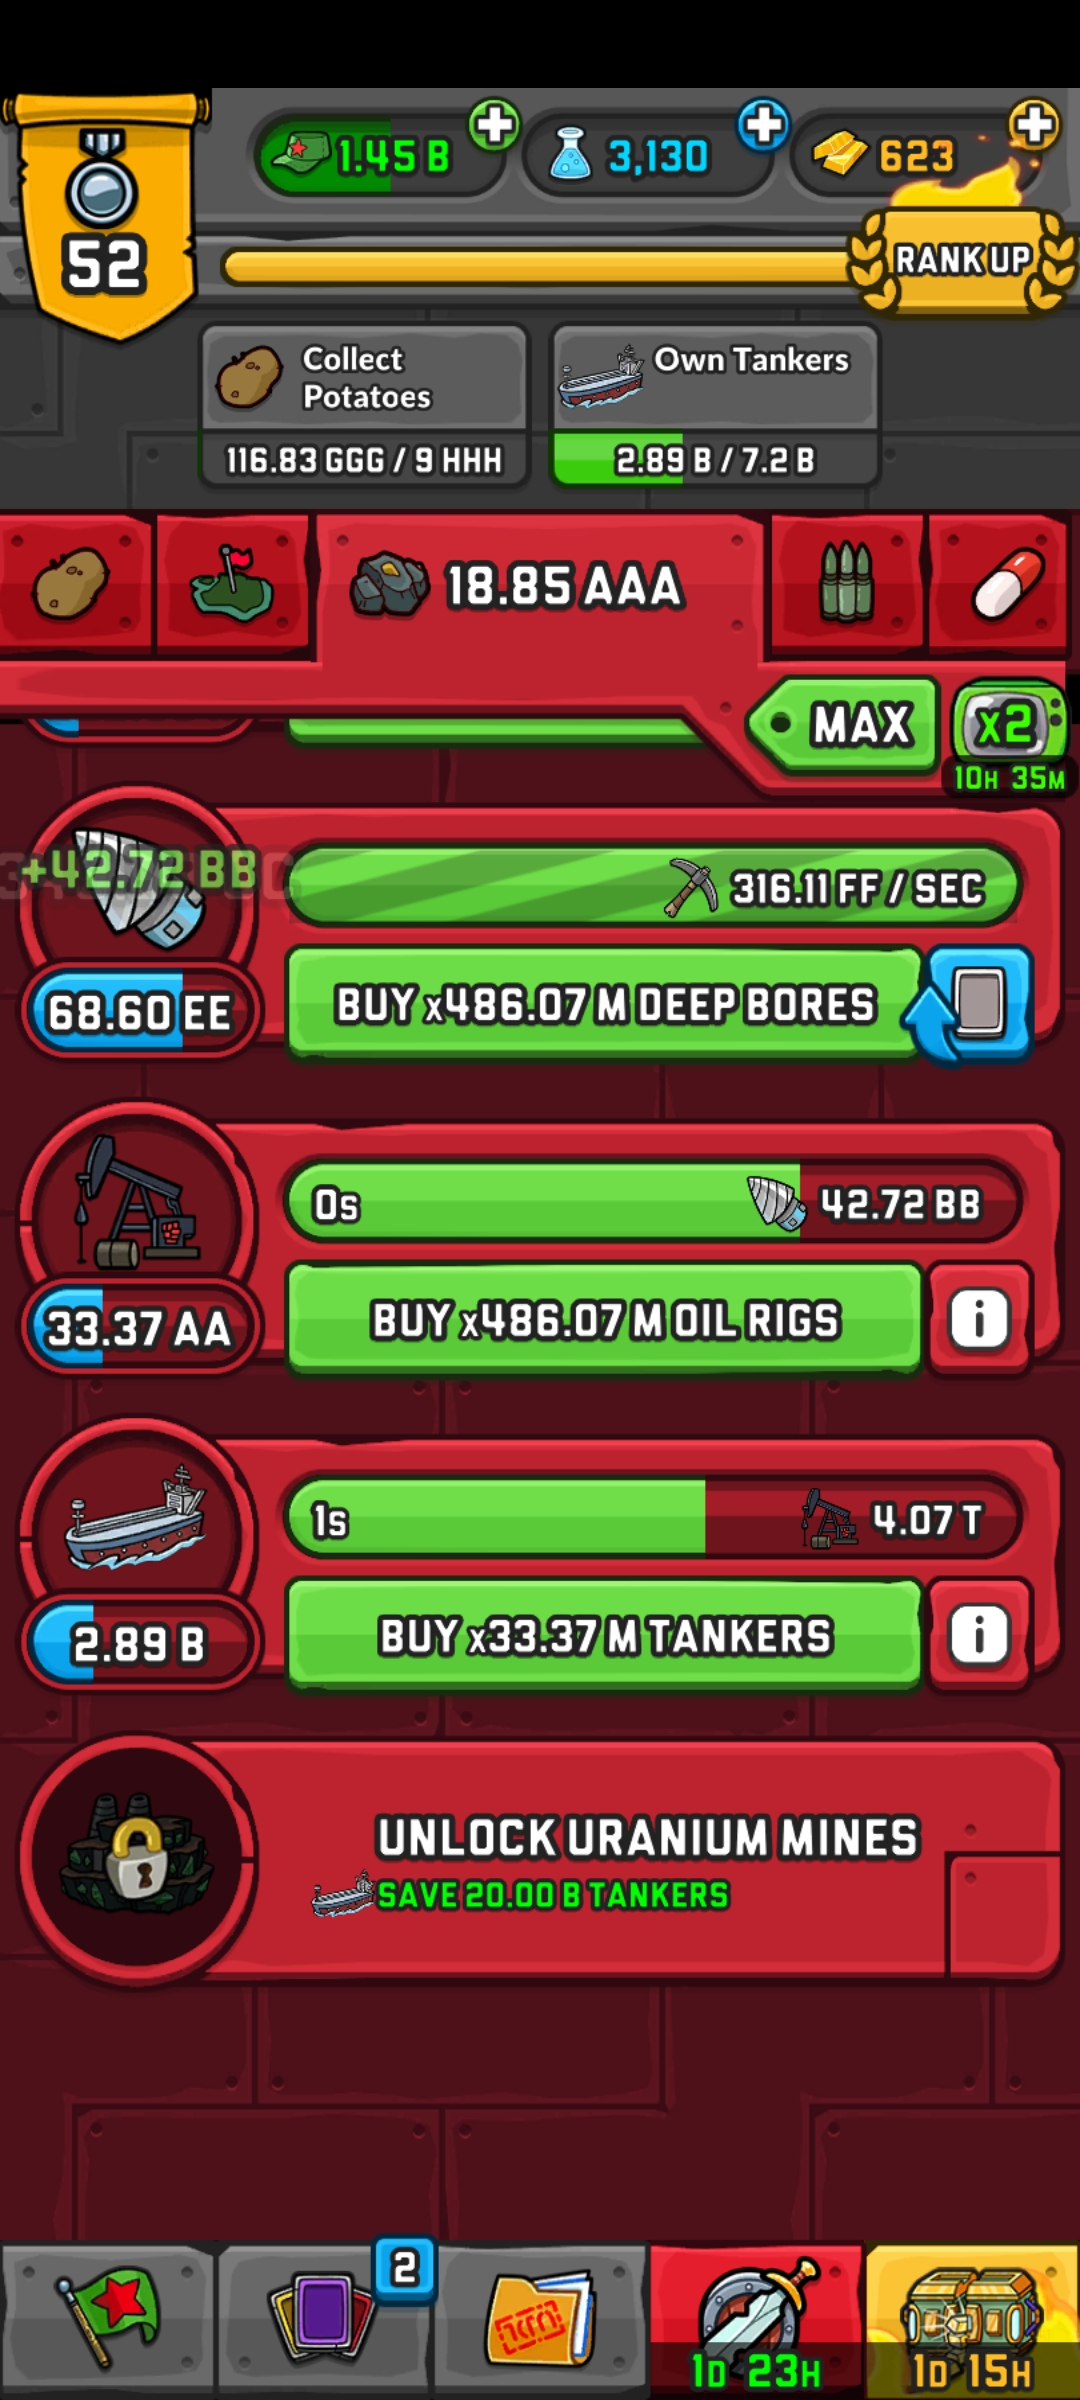 1.45 B
3,130
623
52
RANK UP
Collect
Potatoes
116.83 GGG / 9 HHH
Own Tankers
2.89 B / 7.2 B
18.85 AAA
MAX
x2
10H 35M
+42.72 BB
316.11 FF / SEC
68.60 EE
BUY x486.07 M DEEP BORES
0s
42.72 BB
33.37 AA
BUY x486.07 M OIL RIGS
i
1s
4.07 T
2.89 B
BUY x33.37 M TANKERS
i
UNLOCK URANIUM MINES
SAVE 20.00 B TANKERS
2
1D 23H
1D 15H